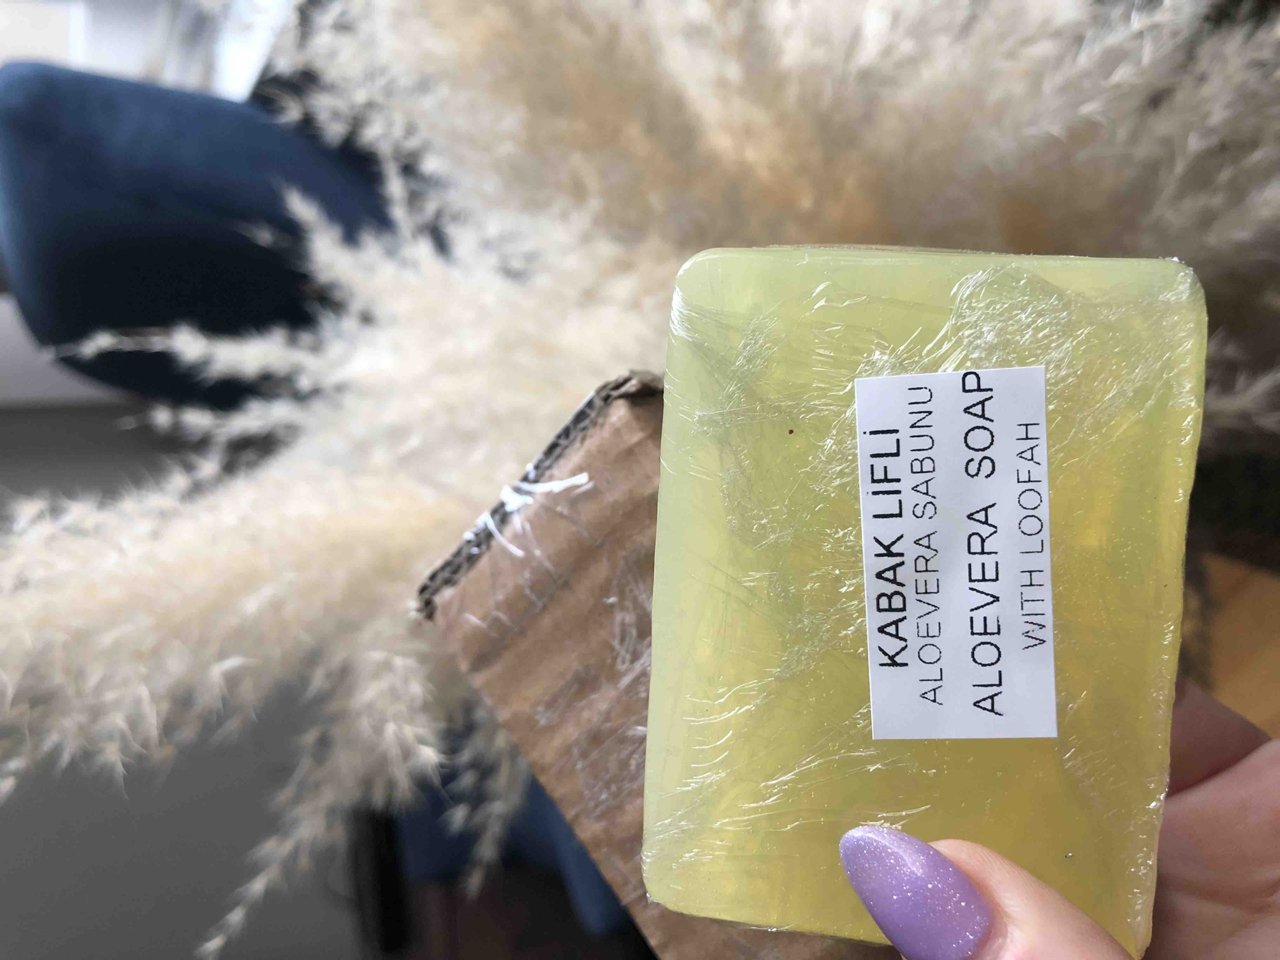 KABAK LİFLİ
ALOEVERA SABUNU
ALOEVERA SOAP
WITH LOOFAH